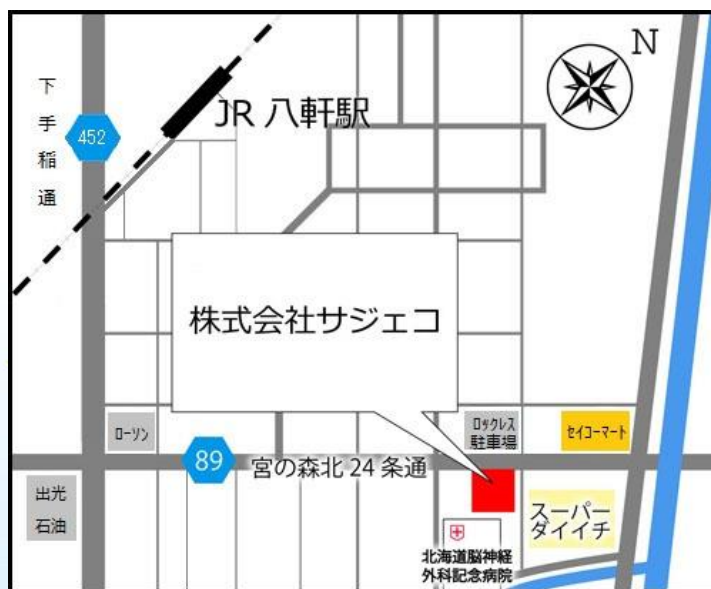 N
下手稲通
452
JR 八軒駅
株式会社サジェコ
ローソン
ロックレス
駐車場
セイコーマート
89
宮の森北24条通
出光
石油
スーパー
ダイイチ
北海道脳神経
外科記念病院